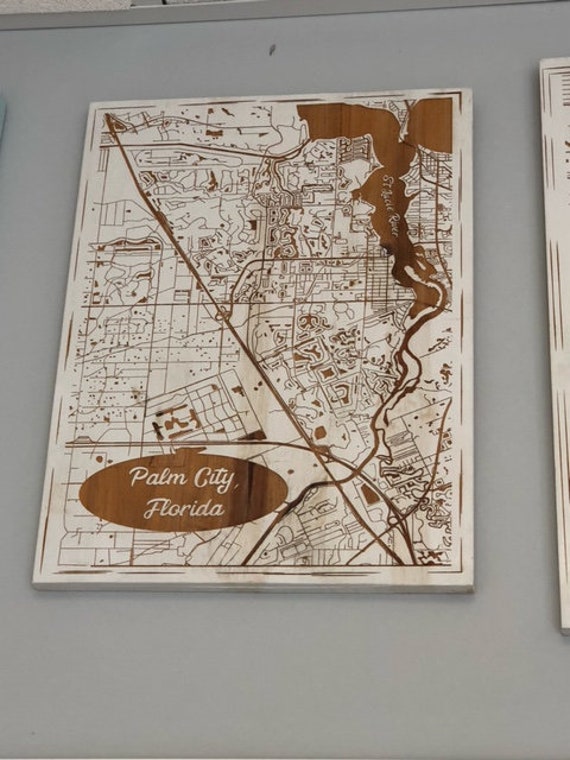 St Lucie River
Palm City,
Florida